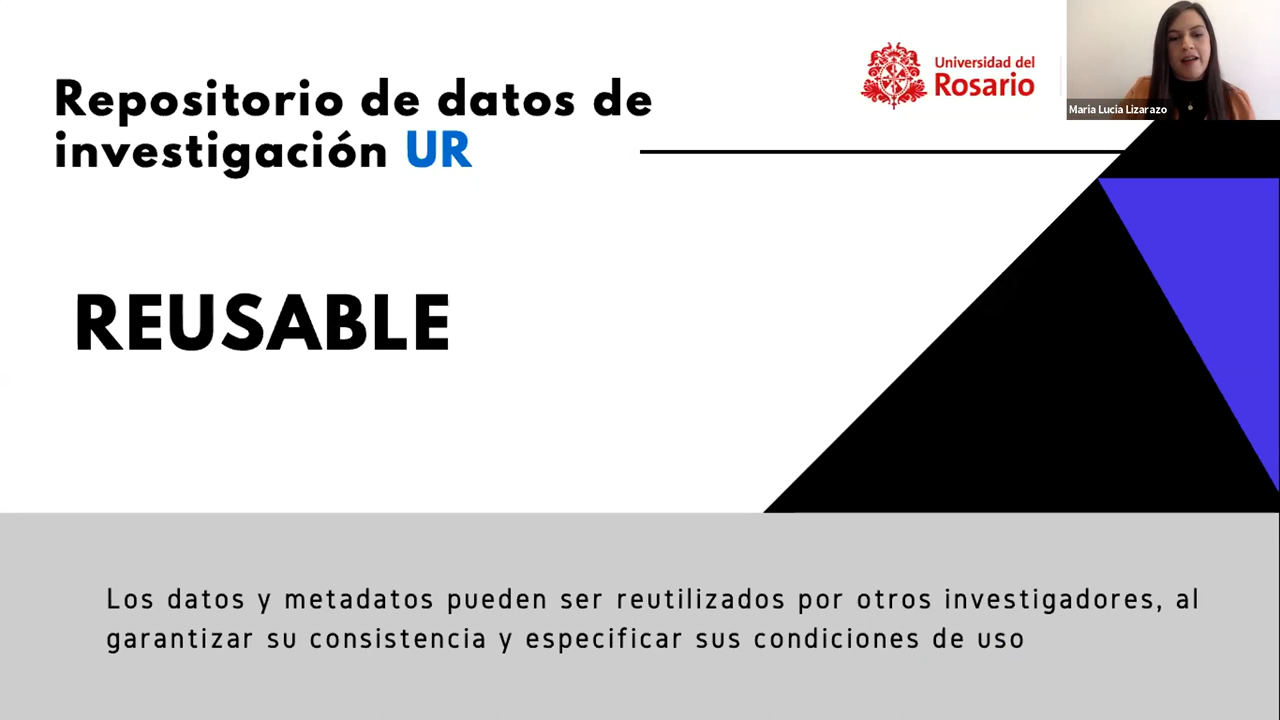 Repositorio de datos de
investigación UR
Universidad del
Rosario
Maria Lucia Lizarazo
REUSABLE
Los datos y metadatos pueden ser reutilizados por otros investigadores, al
garantizar su consistencia y especificar sus condiciones de uso